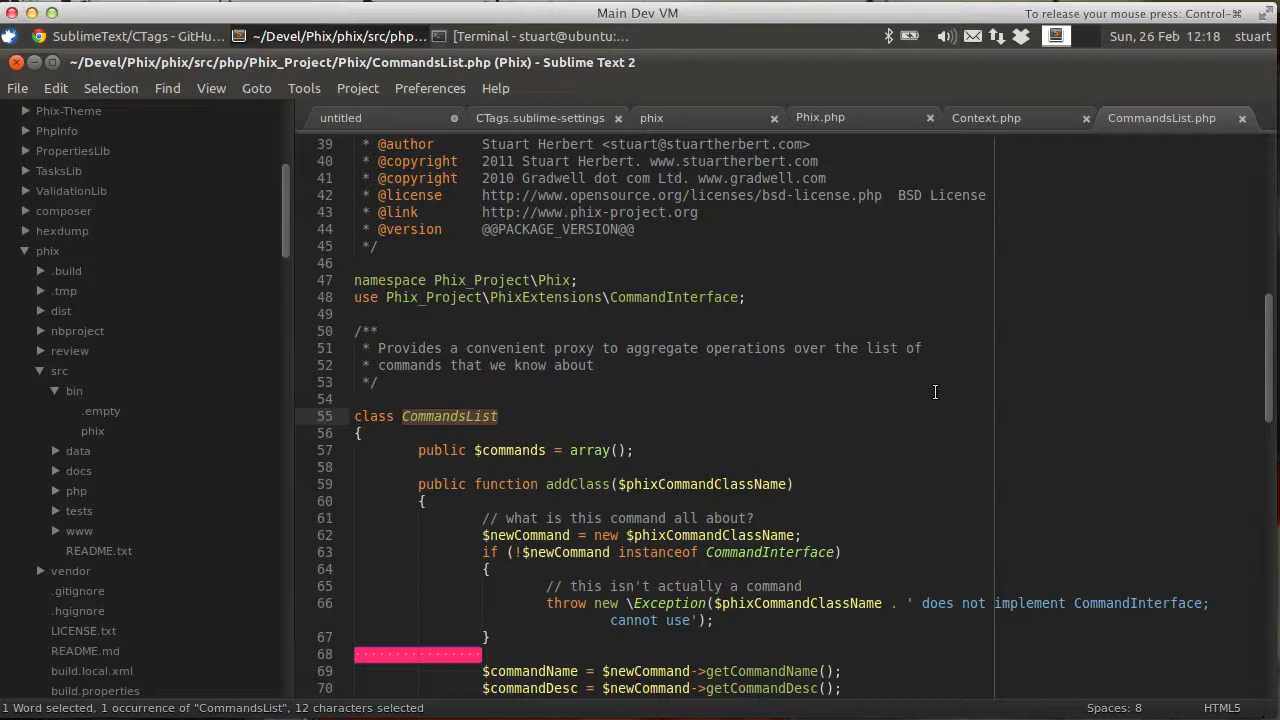 Main Dev VM
To release your mouse press: Control-⌘
SublimeText/CTags - GitHu...
~/Devel/Phix/phix/src/php...
[Terminal - stuart@ubuntu:...
Sun, 26 Feb 12:18
stuart
~/Devel/Phix/phix/src/php/Phix_Project/Phix/CommandsList.php (Phix) - Sublime Text 2
File Edit Selection Find View Goto Tools Project Preferences Help
Phix-Theme
PhpInfo
PropertiesLib
TasksLib
ValidationLib
composer
hexdump
phix
.build
.tmp
dist
nbproject
review
src
bin
.empty
phix
data
docs
php
tests
www
README.txt
vendor
.gitignore
.hgignore
LICENSE.txt
README.md
build.local.xml
build.properties
untitled
CTags.sublime-settings
phix
Phix.php
Context.php
CommandsList.php
39 * @author Stuart Herbert <stuart@stuartherbert.com>
40 * @copyright 2011 Stuart Herbert. www.stuartherbert.com
41 * @copyright 2010 Gradwell dot com Ltd. www.gradwell.com
42 * @license http://www.opensource.org/licenses/bsd-license.php BSD License
43 * @link http://www.phix-project.org
44 * @version @@PACKAGE_VERSION@@
45 */
46
47 namespace Phix_Project\Phix;
48 use Phix_Project\PhixExtensions\CommandInterface;
49
50 /**
51 * Provides a convenient proxy to aggregate operations over the list of
52 * commands that we know about
53 */
54
55 class CommandsList
56 {
57 public $commands = array();
58
59 public function addClass($phixCommandClassName)
60 {
61 // what is this command all about?
62 $newCommand = new $phixCommandClassName;
63 if (!$newCommand instanceof CommandInterface)
64 {
65 // this isn't actually a command
66 throw new \Exception($phixCommandClassName . ' does not implement CommandInterface;
cannot use');
67 }
68
69 $commandName = $newCommand->getCommandName();
70 $commandDesc = $newCommand->getCommandDesc();
1 Word selected, 1 occurrence of "CommandsList", 12 characters selected
Spaces: 8
HTML5